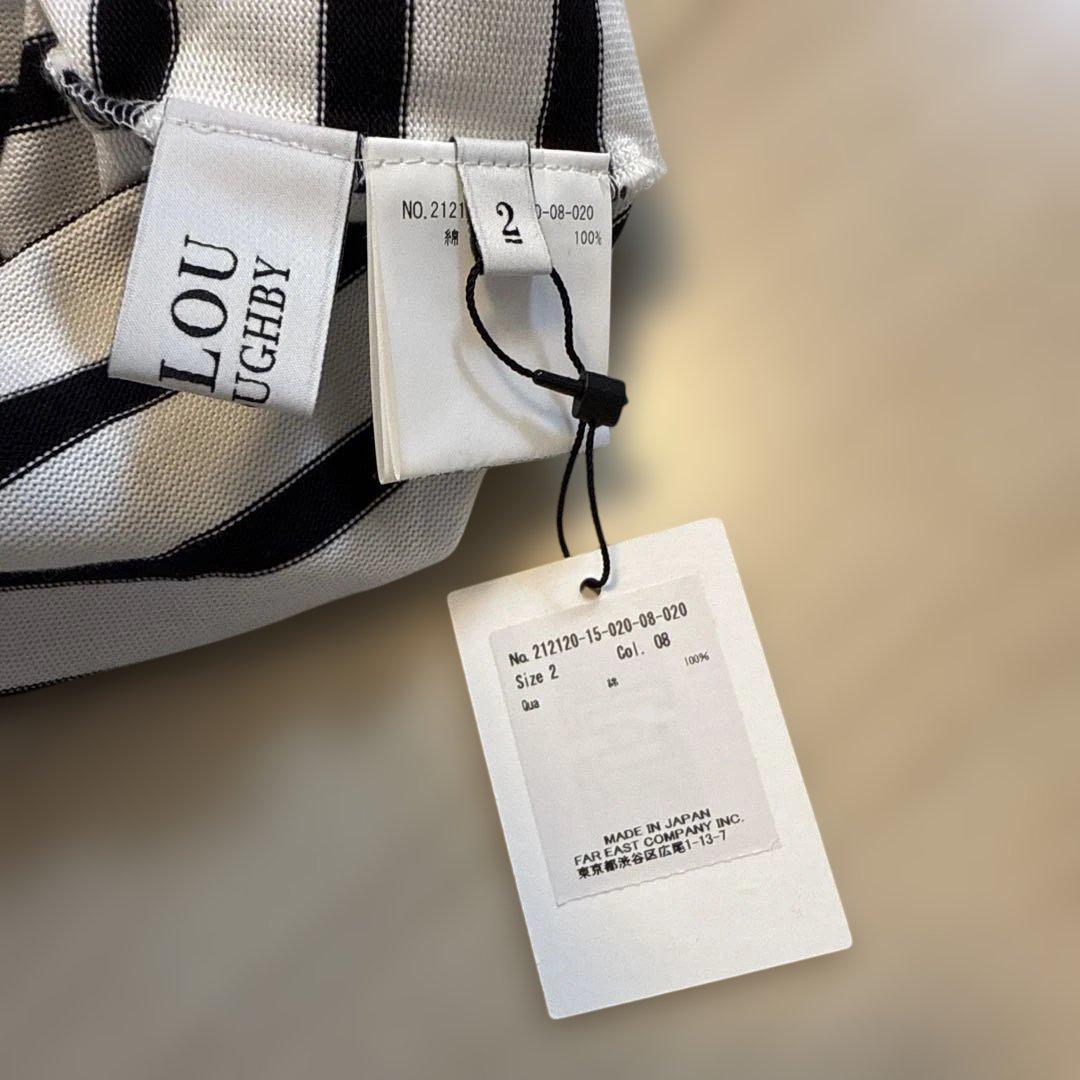 LOU
UGHBY
NO.2121
0-08-020
綿
100%
2
No. 212120-15-020-08-020
Size 2 Col. 08
Qua 綿 100%
MADE IN JAPAN
FAR EAST COMPANY INC.
東京都渋谷区広尾1-13-7